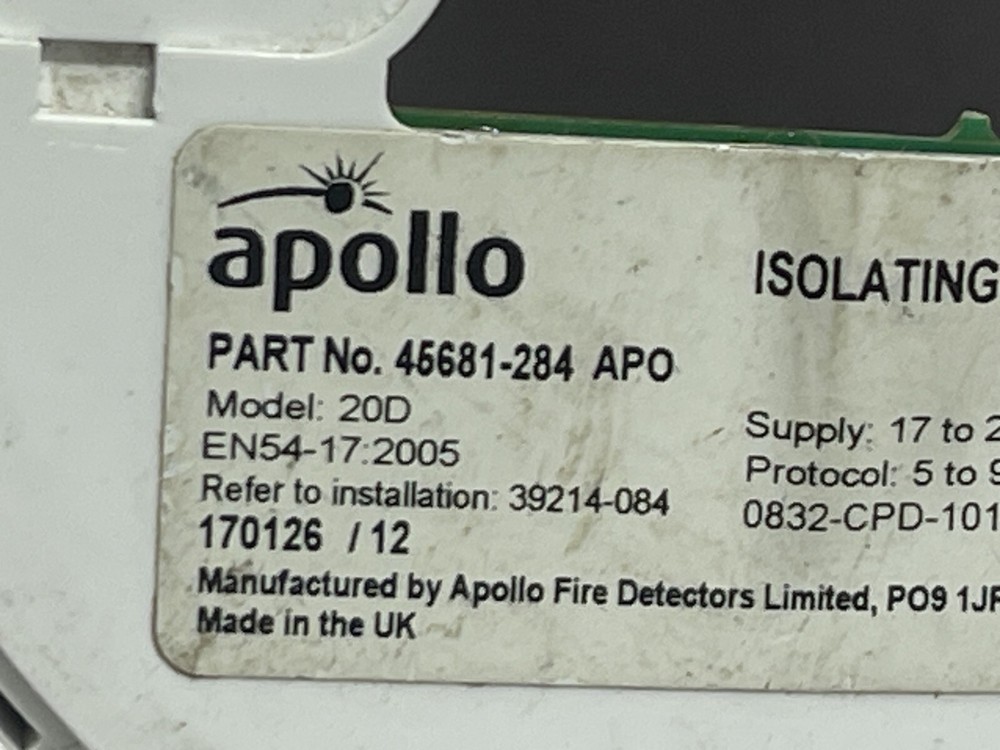 apollo
ISOLATING
PART No. 45681-284 APO
Model: 20D
EN54-17:2005
Refer to installation: 39214-084
170126 / 12
Supply: 17 to 2
Protocol: 5 to 9
0832-CPD-101
Manufactured by Apollo Fire Detectors Limited, PO9 1J
Made in the UK